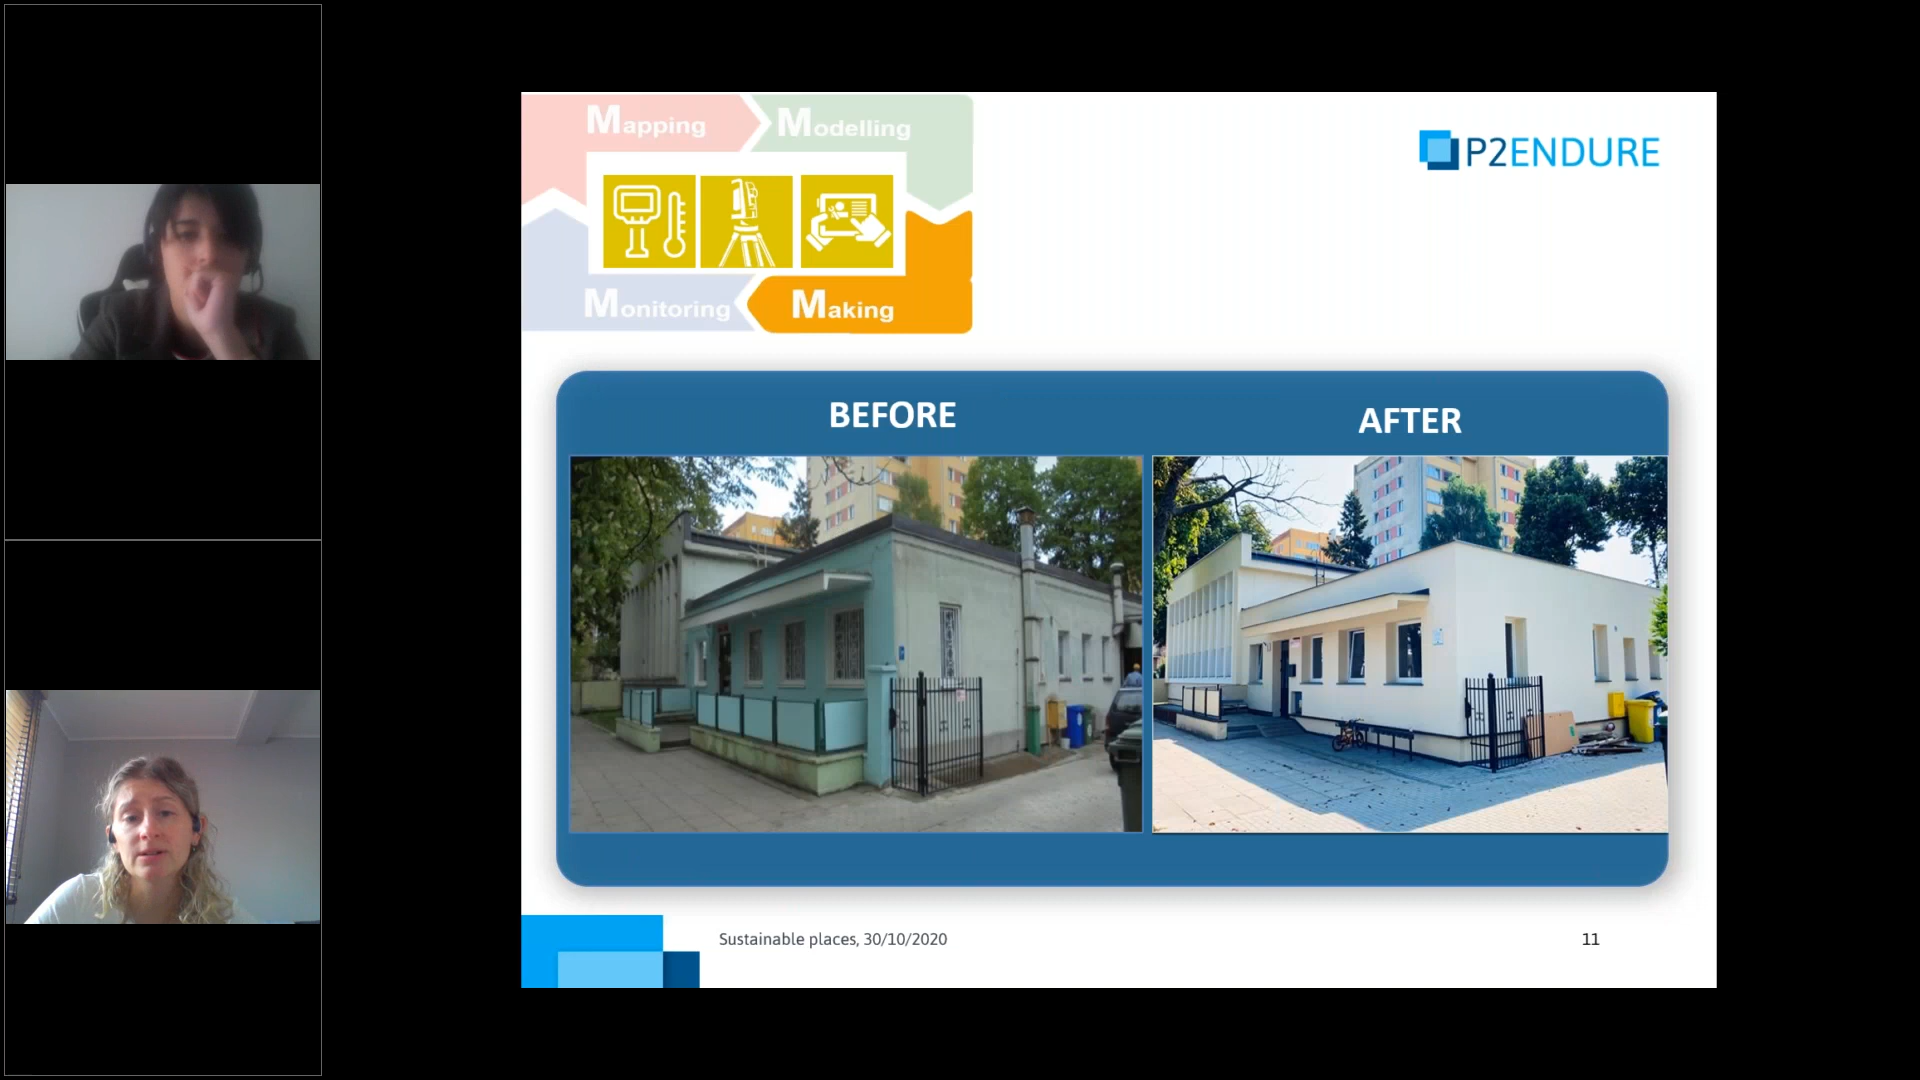 Mapping
Modelling
P2ENDURE
Monitoring
Making
BEFORE
AFTER
Sustainable places, 30/10/2020
11